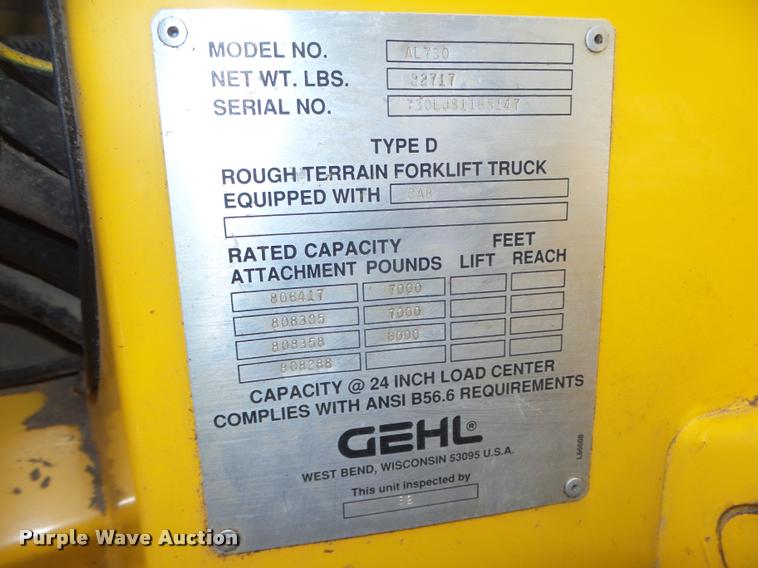 MODEL NO. AL730
NET WT. LBS. 22717
SERIAL NO.
TYPE D
ROUGH TERRAIN FORKLIFT TRUCK
EQUIPPED WITH CAB
RATED CAPACITY FEET
ATTACHMENT POUNDS LIFT REACH
808417 7000
808305 7000
808358 6000
808288
CAPACITY @ 24 INCH LOAD CENTER
COMPLIES WITH ANSI B56.6 REQUIREMENTS
GEHL®
WEST BEND, WISCONSIN 53095 U.S.A.
This unit inspected by
32
L66608
Purple Wave Auction